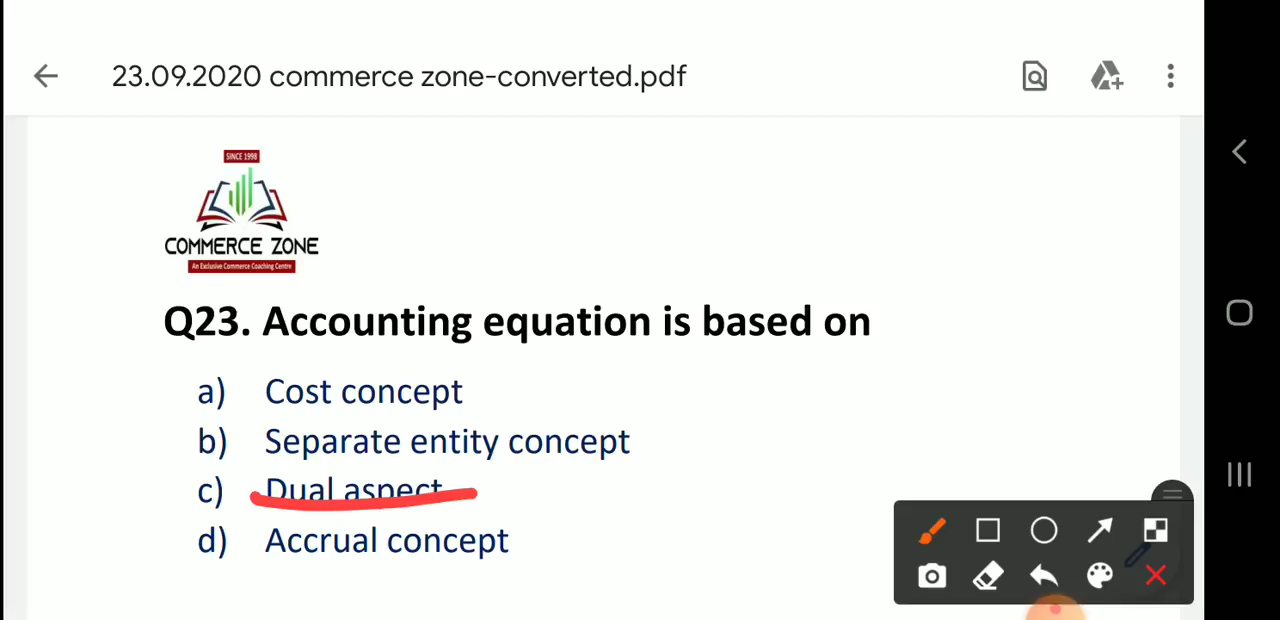 23.09.2020 commerce zone-converted.pdf
SINCE 1998
COMMERCE ZONE
An Exclusive Commerce Coaching Centre
Q23. Accounting equation is based on
a) Cost concept
b) Separate entity concept
c) Dual aspect
d) Accrual concept